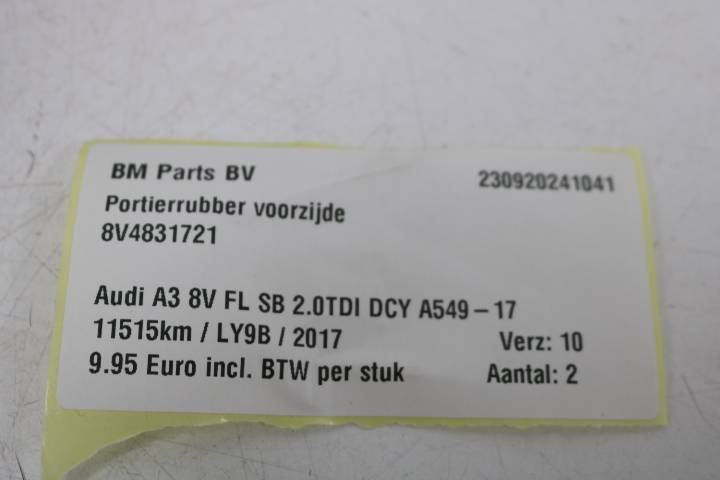 BM Parts BV 230920241041
Portierrubber voorzijde
8V4831721
Audi A3 8V FL SB 2.0TDI DCY A549-17
11515km / LY9B / 2017 Verz: 10
9.95 Euro incl. BTW per stuk Aantal: 2